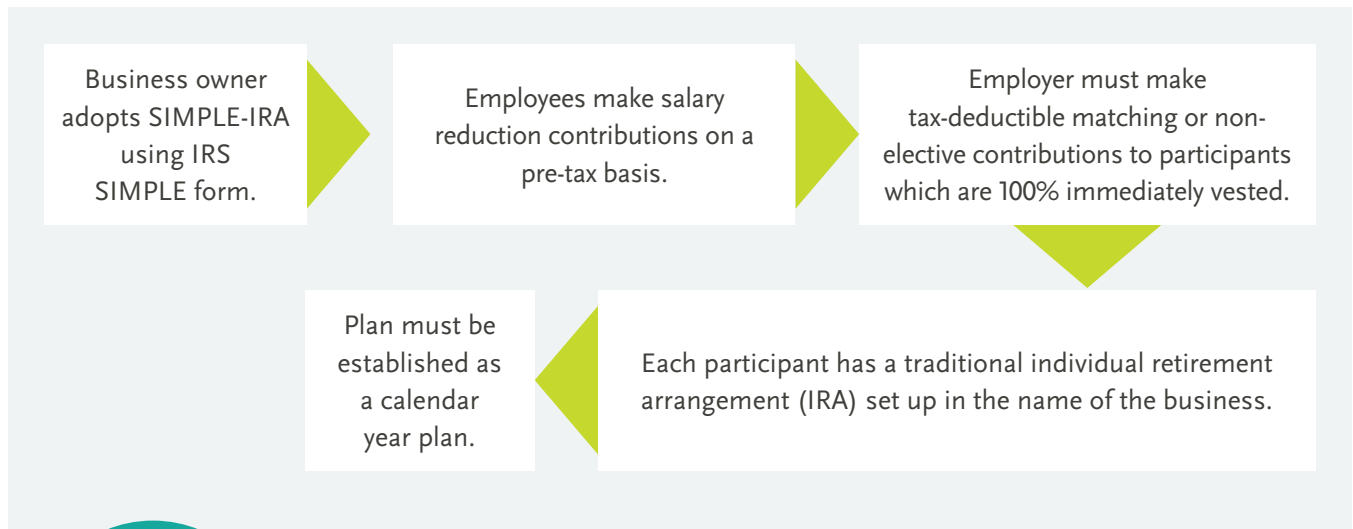 Business owner
adopts SIMPLE-IRA
using IRS
SIMPLE form.
Employees make salary
reduction contributions on a
pre-tax basis.
Employer must make
tax-deductible matching or non-
elective contributions to participants
which are 100% immediately vested.
Each participant has a traditional individual retirement
arrangement (IRA) set up in the name of the business.
Plan must be
established as
a calendar
year plan.